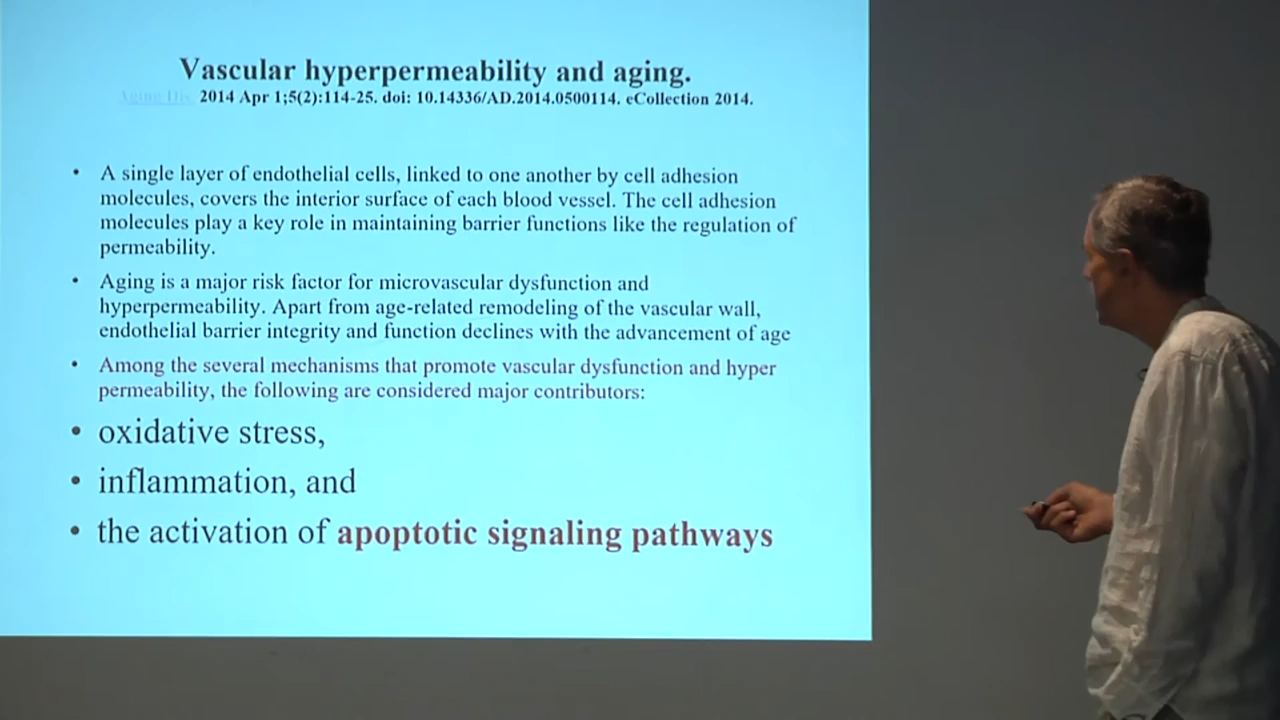 Vascular hyperpermeability and aging.
Aging Dis. 2014 Apr 1;5(2):114-25. doi: 10.14336/AD.2014.0500114. eCollection 2014.
• A single layer of endothelial cells, linked to one another by cell adhesion
molecules, covers the interior surface of each blood vessel. The cell adhesion
molecules play a key role in maintaining barrier functions like the regulation of
permeability.
• Aging is a major risk factor for microvascular dysfunction and
hyperpermeability. Apart from age-related remodeling of the vascular wall,
endothelial barrier integrity and function declines with the advancement of age
• Among the several mechanisms that promote vascular dysfunction and hyper
permeability, the following are considered major contributors:
• oxidative stress,
• inflammation, and
• the activation of apoptotic signaling pathways